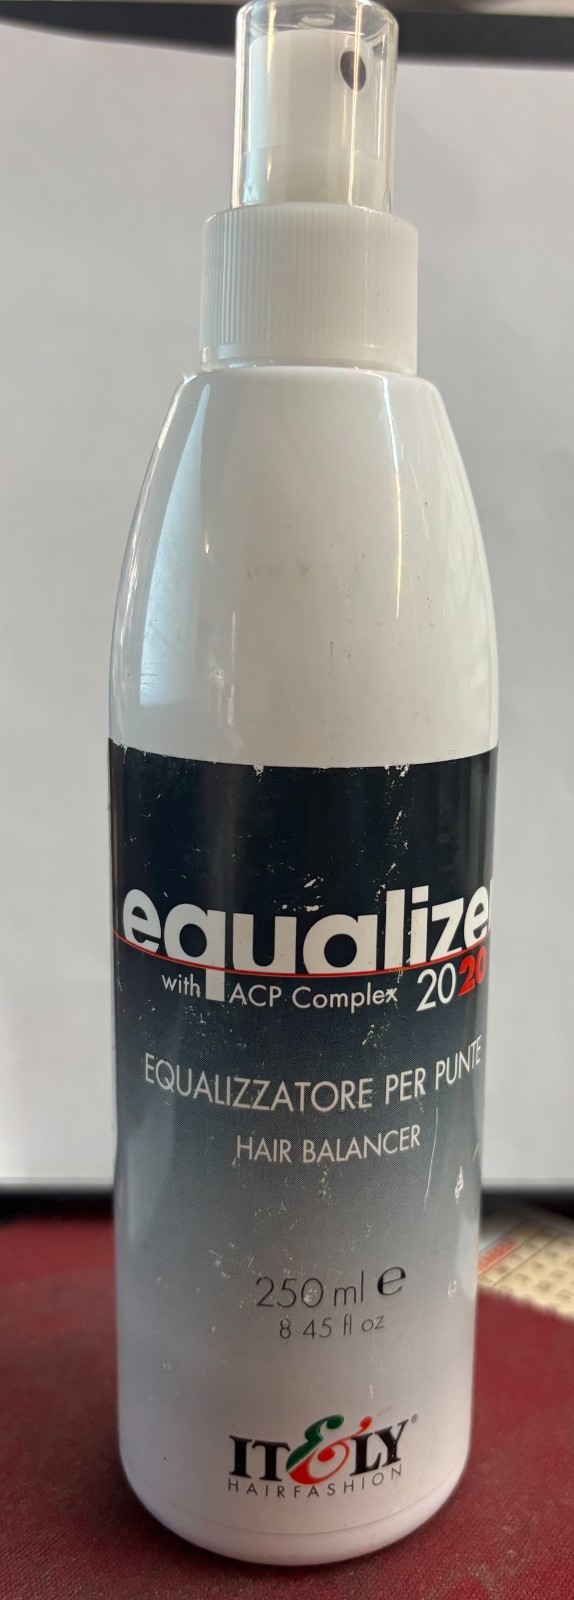 equalizer
with ACP Complex 2020
EQUALIZZATORE PER PUNTE
HAIR BALANCER
250 ml e
8 45 fl oz
IT&LY®
HAIRFASHION